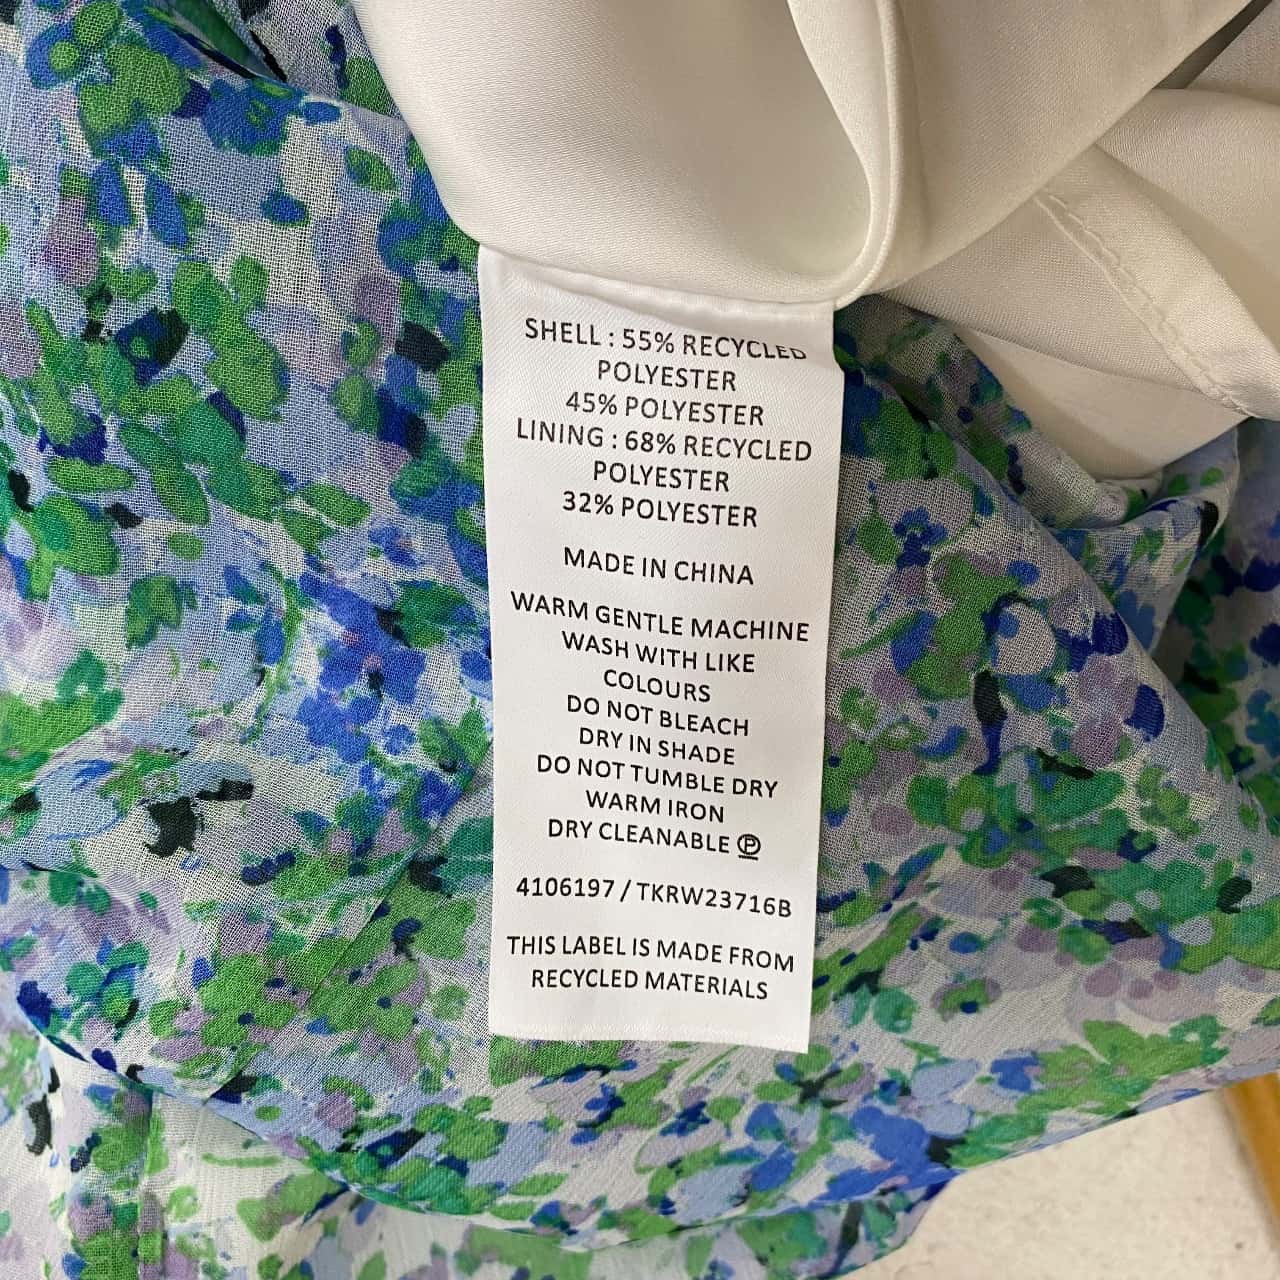 SHELL : 55% RECYCLED
POLYESTER
45% POLYESTER
LINING : 68% RECYCLED
POLYESTER
32% POLYESTER
MADE IN CHINA
WARM GENTLE MACHINE
WASH WITH LIKE
COLOURS
DO NOT BLEACH
DRY IN SHADE
DO NOT TUMBLE DRY
WARM IRON
DRY CLEANABLE Ⓟ
4106197 / TKRW23716B
THIS LABEL IS MADE FROM
RECYCLED MATERIALS